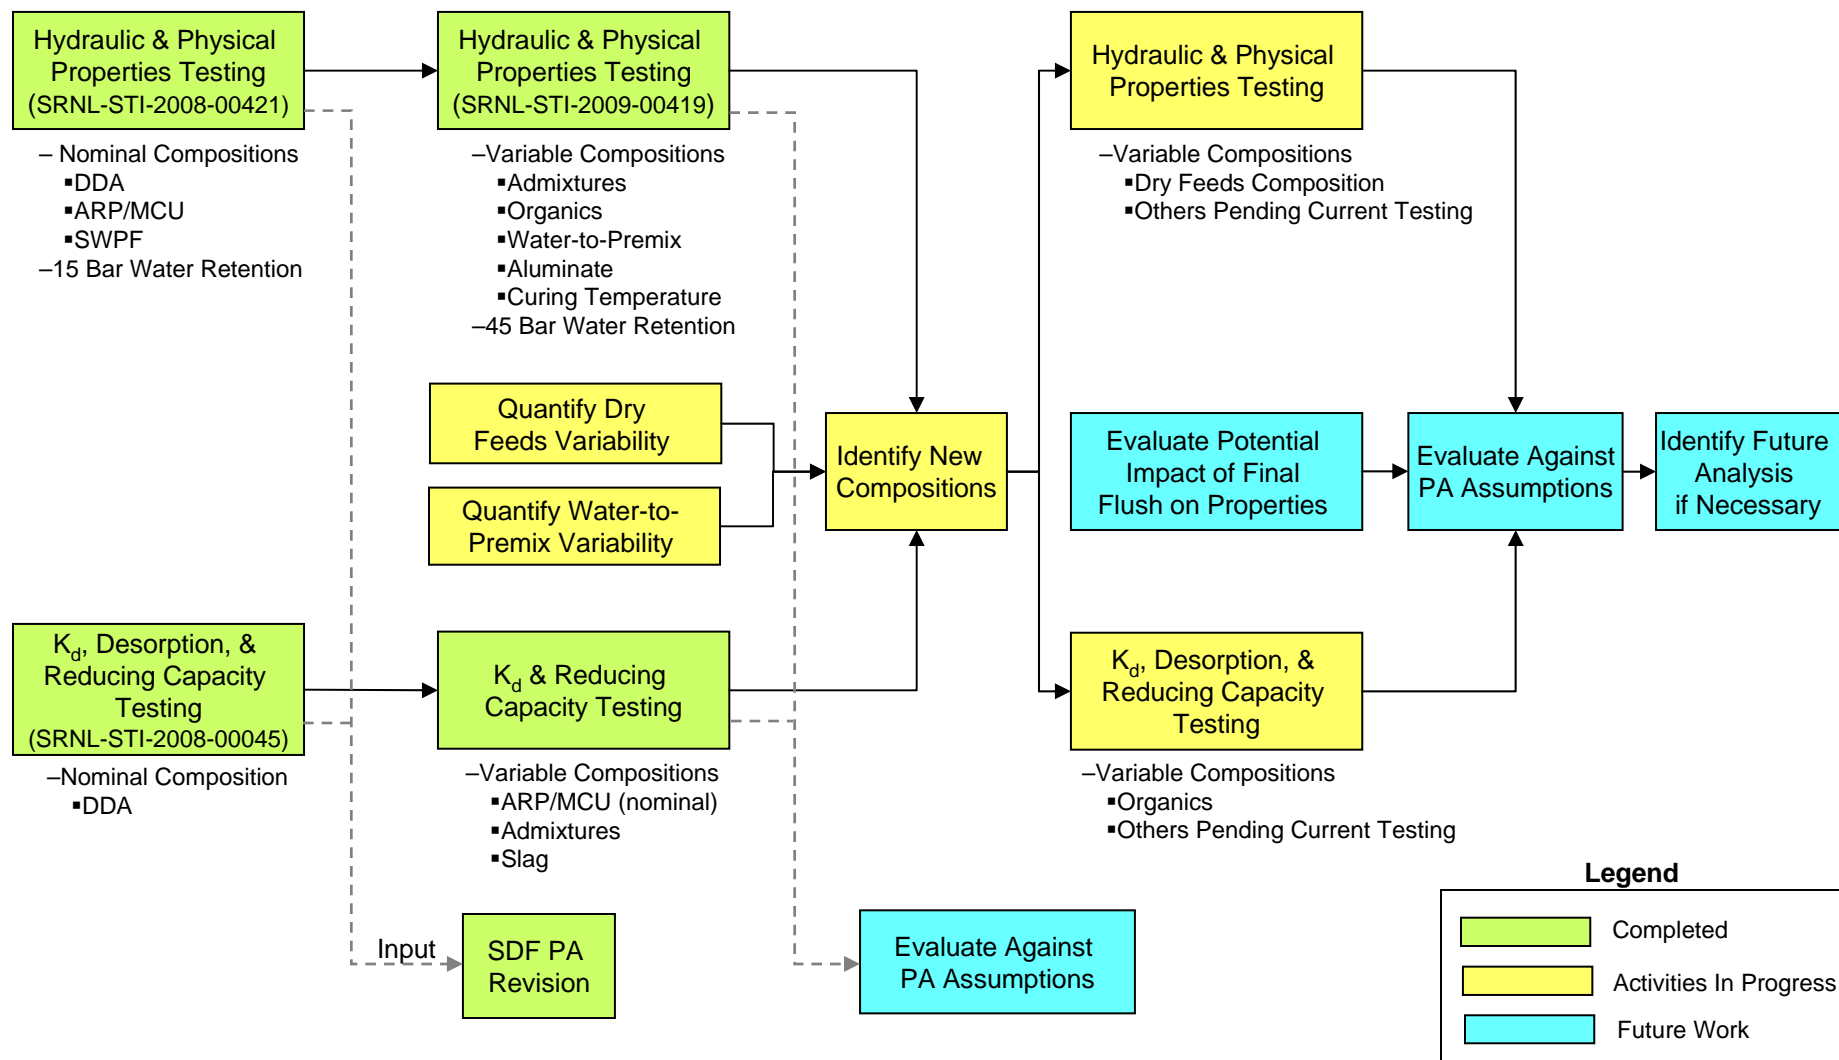 Hydraulic & Physical
Properties Testing
(SRNL-STI-2008-00421)
– Nominal Compositions
▪DDA
▪ARP/MCU
▪SWPF
–15 Bar Water Retention
Hydraulic & Physical
Properties Testing
(SRNL-STI-2009-00419)
–Variable Compositions
▪Admixtures
▪Organics
▪Water-to-Premix
▪Aluminate
▪Curing Temperature
–45 Bar Water Retention
Hydraulic & Physical
Properties Testing
–Variable Compositions
▪Dry Feeds Composition
▪Others Pending Current Testing
Quantify Dry
Feeds Variability
Quantify Water-to-
Premix Variability
Identify New
Compositions
Evaluate Potential
Impact of Final
Flush on Properties
Evaluate Against
PA Assumptions
Identify Future
Analysis
if Necessary
Kd, Desorption, &
Reducing Capacity
Testing
(SRNL-STI-2008-00045)
–Nominal Composition
▪DDA
Kd & Reducing
Capacity Testing
–Variable Compositions
▪ARP/MCU (nominal)
▪Admixtures
▪Slag
Kd, Desorption, &
Reducing Capacity
Testing
–Variable Compositions
▪Organics
▪Others Pending Current Testing
Input
SDF PA
Revision
Evaluate Against
PA Assumptions
Legend
Completed
Activities In Progress
Future Work